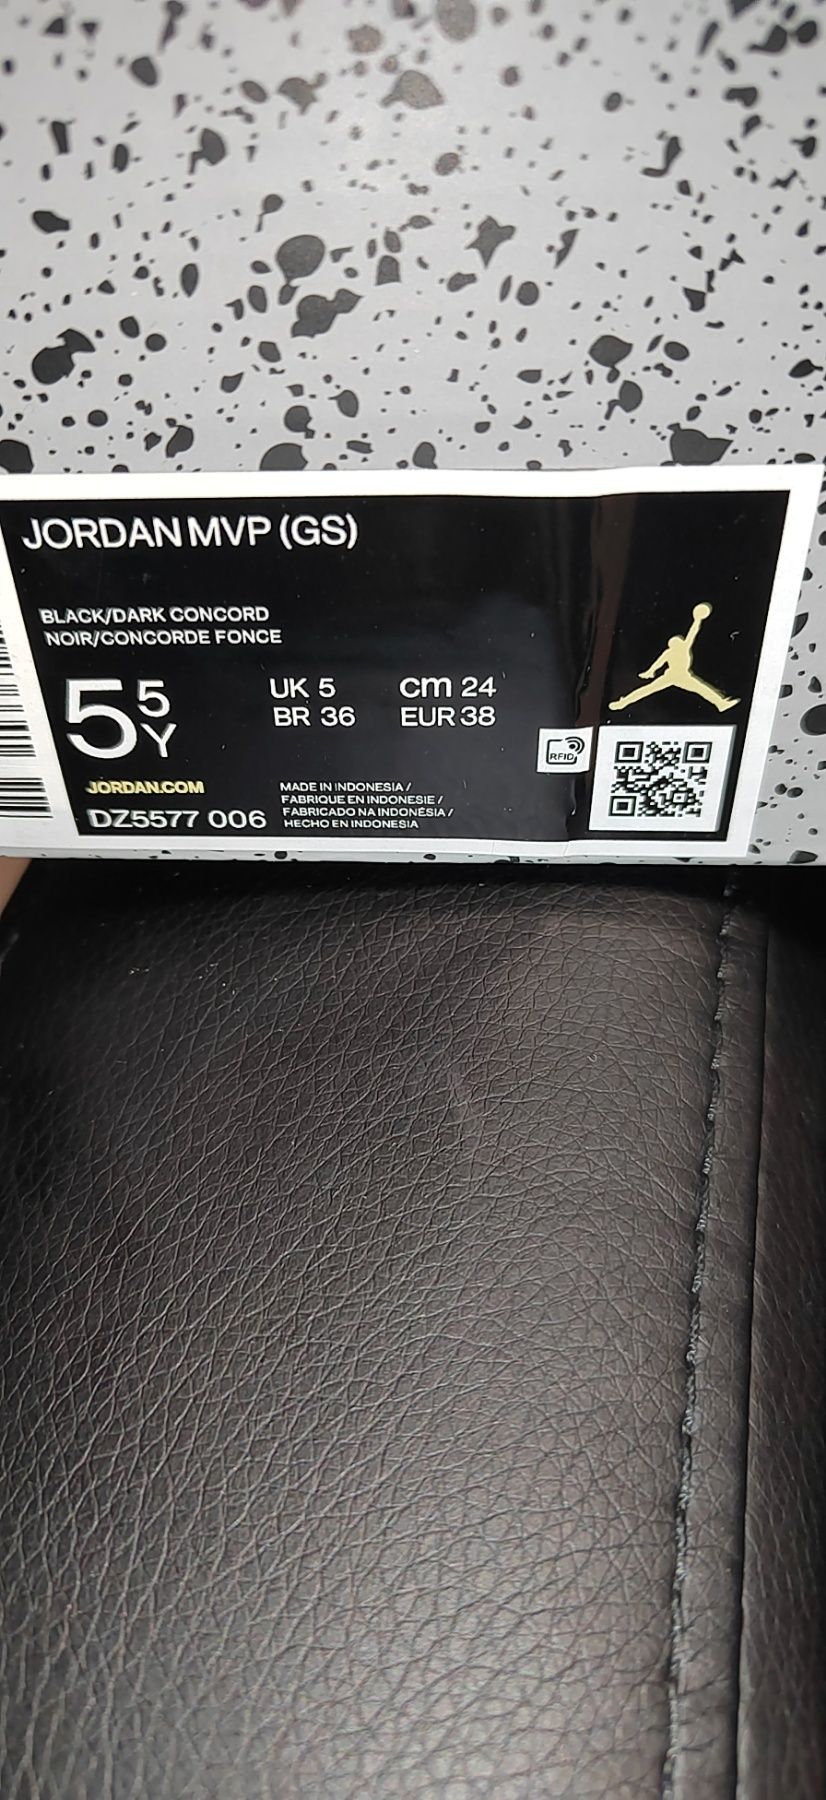 JORDAN MVP (GS)
BLACK/DARK CONCORD
NOIR/CONCORDE FONCE
5 5Y
UK 5 cm 24
BR 36 EUR 38
RFID
JORDAN.COM
DZ5577 006
MADE IN INDONESIA /
FABRIQUE EN INDONESIE /
FABRICADO NA INDONÉSIA /
HECHO EN INDONESIA